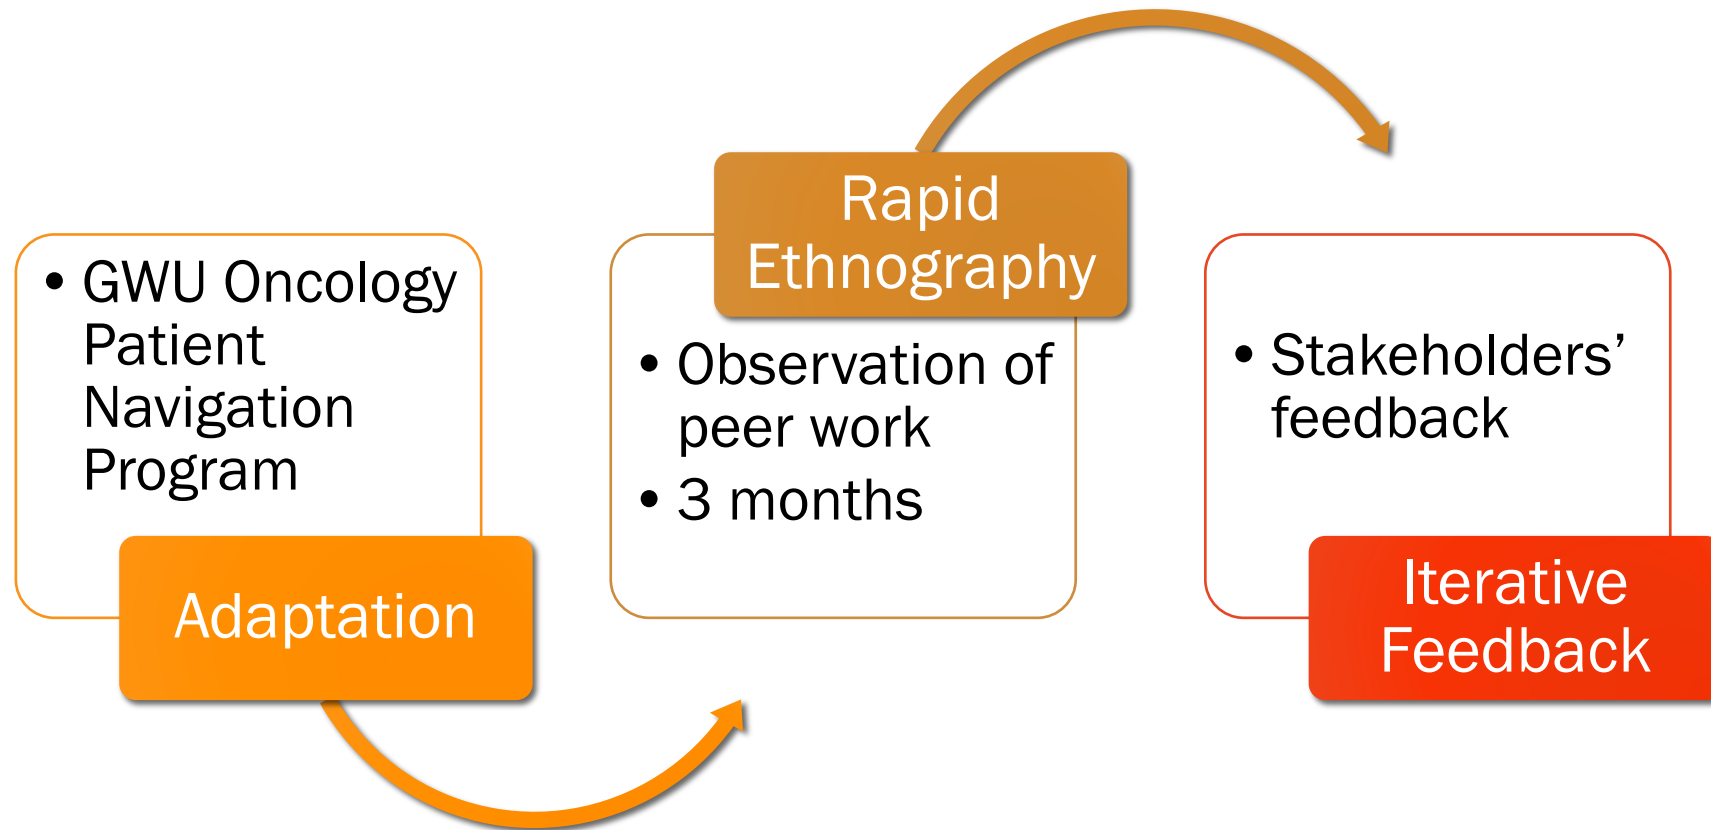 • GWU Oncology
Patient
Navigation
Program
Adaptation
Rapid
Ethnography
• Observation of
peer work
• 3 months
• Stakeholders’
feedback
Iterative
Feedback